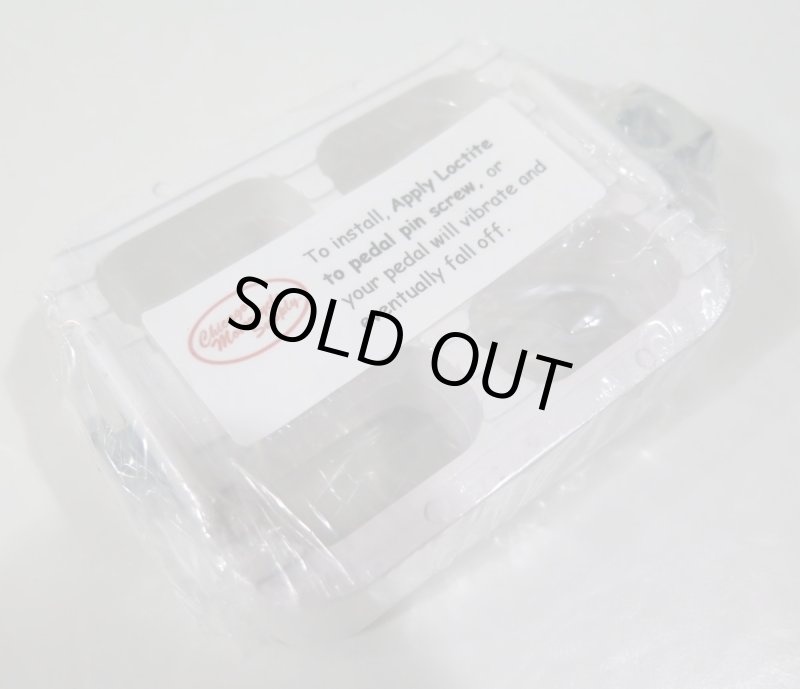 To install, Apply Loctite
to pedal pin screw, or
your pedal will vibrate and
eventually fall off.
SOLD OUT